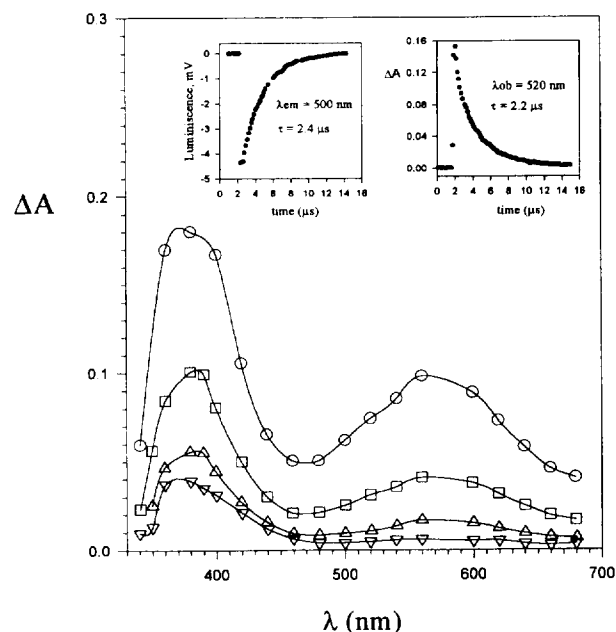 0.3
0.2
0.1
0.0
ΔA
400
500
600
700
λ (nm)
0
-1
-2
-3
-4
-5
Luminiscence, mV
λem = 500 nm
τ = 2.4 μs
0 2 4 6 8 10 12 14 16
time (μs)
0.16
0.12
0.08
0.04
0.00
ΔA
λob = 520 nm
τ = 2.2 μs
0 2 4 6 8 10 12 14 16
time (μs)